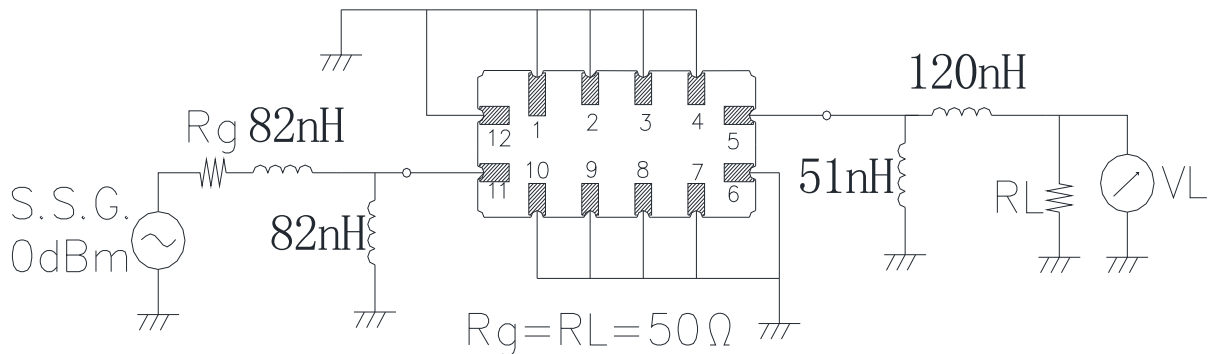 120nH
Rg 82nH
1 2 3 4
12 5
10 9 8 7
11 6
51nH
S.S.G.
0dBm
82nH
RL
VL
Rg=RL=50Ω